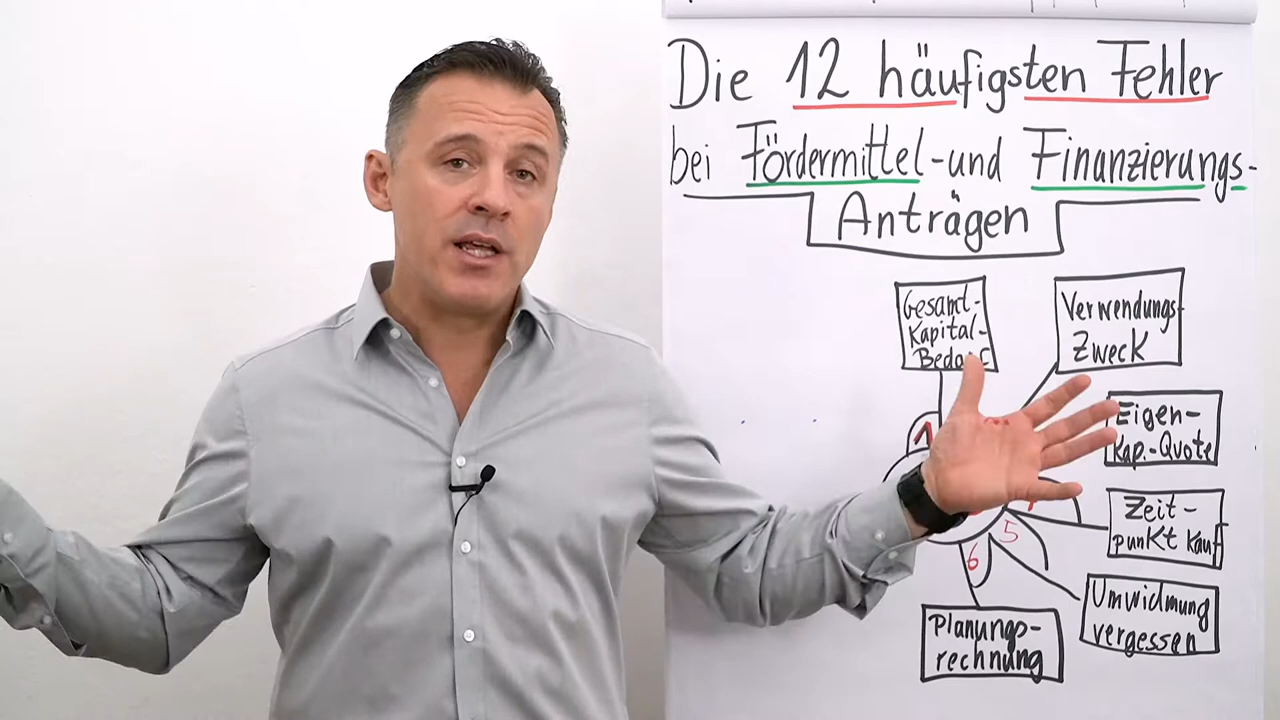 Die 12 häufigsten Fehler
bei Fördermittel-und Finanzierungs-
Anträgen
Gesamt-
Kapital-
Verwendungs-
Zweck
1
Eigen-
Kap.-Quote
Zeit-
punkt Kauf
5
6
Umwidmung
vergessen
Planungs-
rechnung